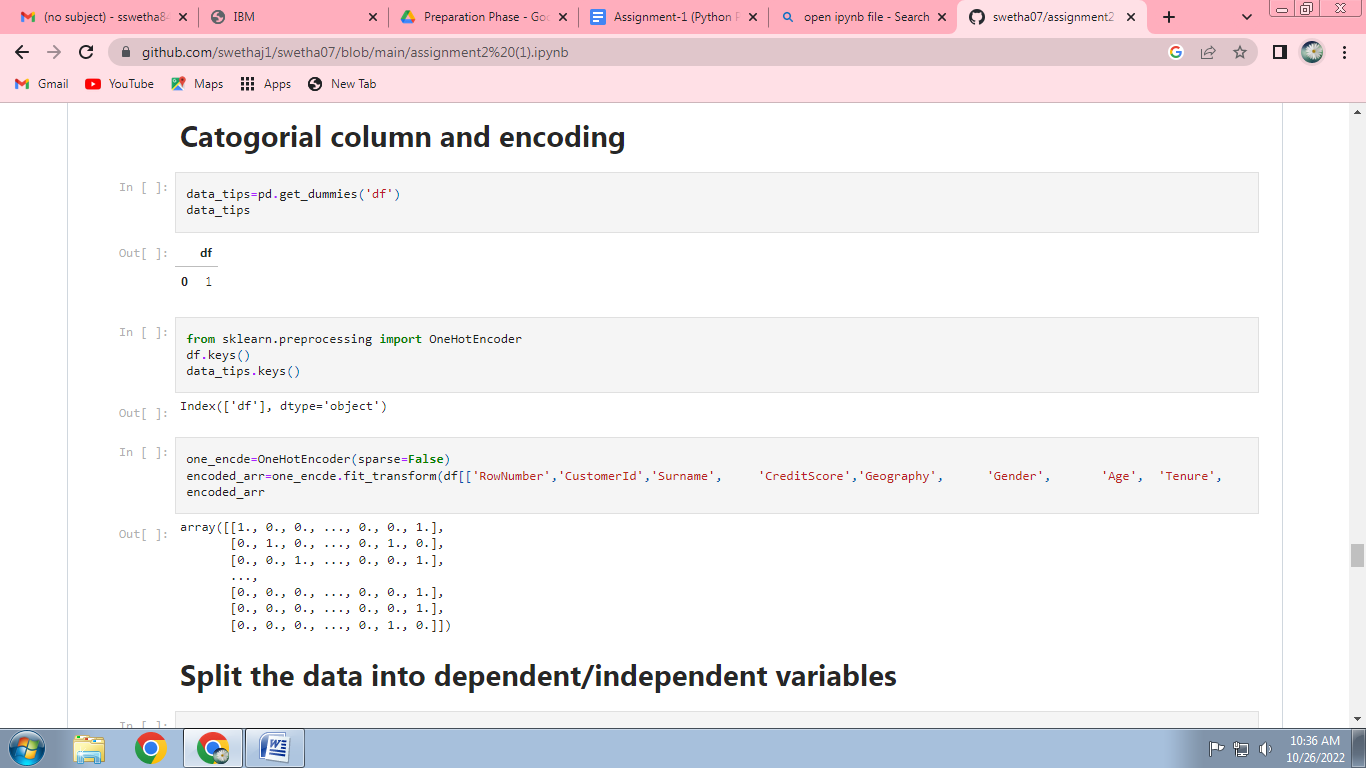 (no subject) - sswetha84
IBM
Preparation Phase - Goo
Assignment-1 (Python P
open ipynb file - Search
swetha07/assignment2
github.com/swethaj1/swetha07/blob/main/assignment2%20(1).ipynb
Gmail
YouTube
Maps
Apps
New Tab
Catogorial column and encoding
In [ ]:
data_tips=pd.get_dummies('df')
data_tips
Out[ ]:
df
0 1
In [ ]:
from sklearn.preprocessing import OneHotEncoder
df.keys()
data_tips.keys()
Out[ ]:
Index(['df'], dtype='object')
In [ ]:
one_encde=OneHotEncoder(sparse=False)
encoded_arr=one_encde.fit_transform(df[['RowNumber','CustomerId','Surname', 'CreditScore','Geography', 'Gender', 'Age', 'Tenure',
encoded_arr
Out[ ]:
array([[1., 0., 0., ..., 0., 0., 1.],
[0., 1., 0., ..., 0., 1., 0.],
[0., 0., 1., ..., 0., 0., 1.],
...,
[0., 0., 0., ..., 0., 0., 1.],
[0., 0., 0., ..., 0., 0., 1.],
[0., 0., 0., ..., 0., 1., 0.]])
Split the data into dependent/independent variables
In [ ]:
10:36 AM
10/26/2022